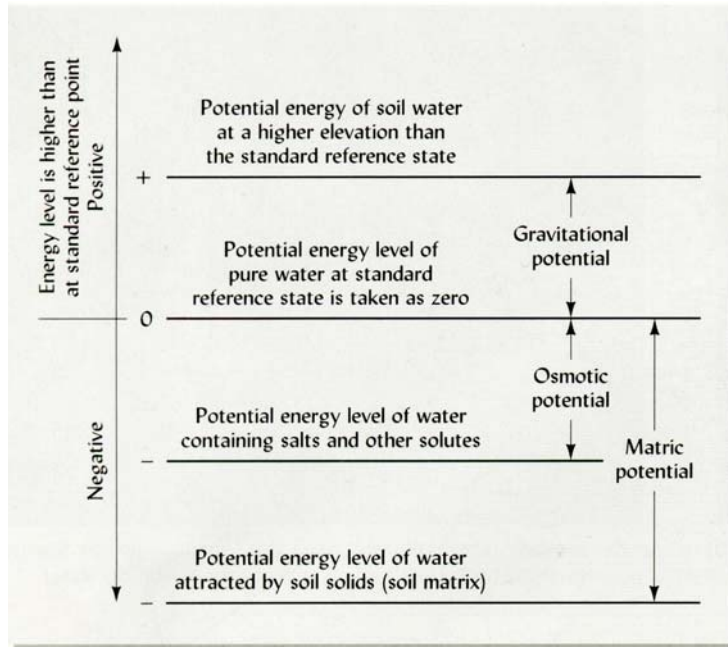 Energy level is higher than
at standard reference point
Positive
Negative
Potential energy of soil water
at a higher elevation than
the standard reference state
+
Gravitational
potential
Potential energy level of
pure water at standard
reference state is taken as zero
0
Osmotic
potential
Potential energy level of water
containing salts and other solutes
–
Matric
potential
Potential energy level of water
attracted by soil solids (soil matrix)
–